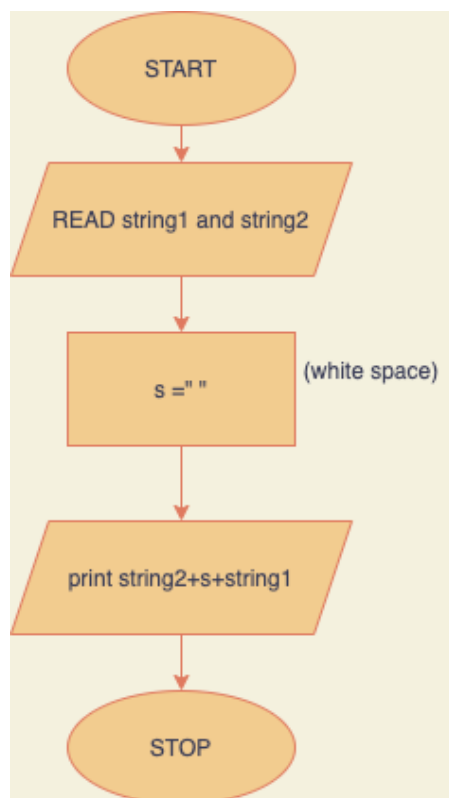 START
READ string1 and string2
s =" "
(white space)
print string2+s+string1
STOP